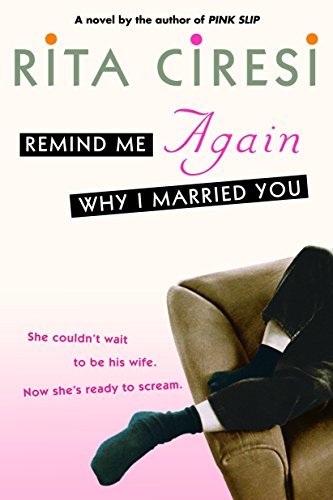 A novel by the author of PINK SLIP
RITA CIRESI
REMIND ME Again
WHY I MARRIED YOU
She couldn't wait
to be his wife.
Now she's ready to scream.